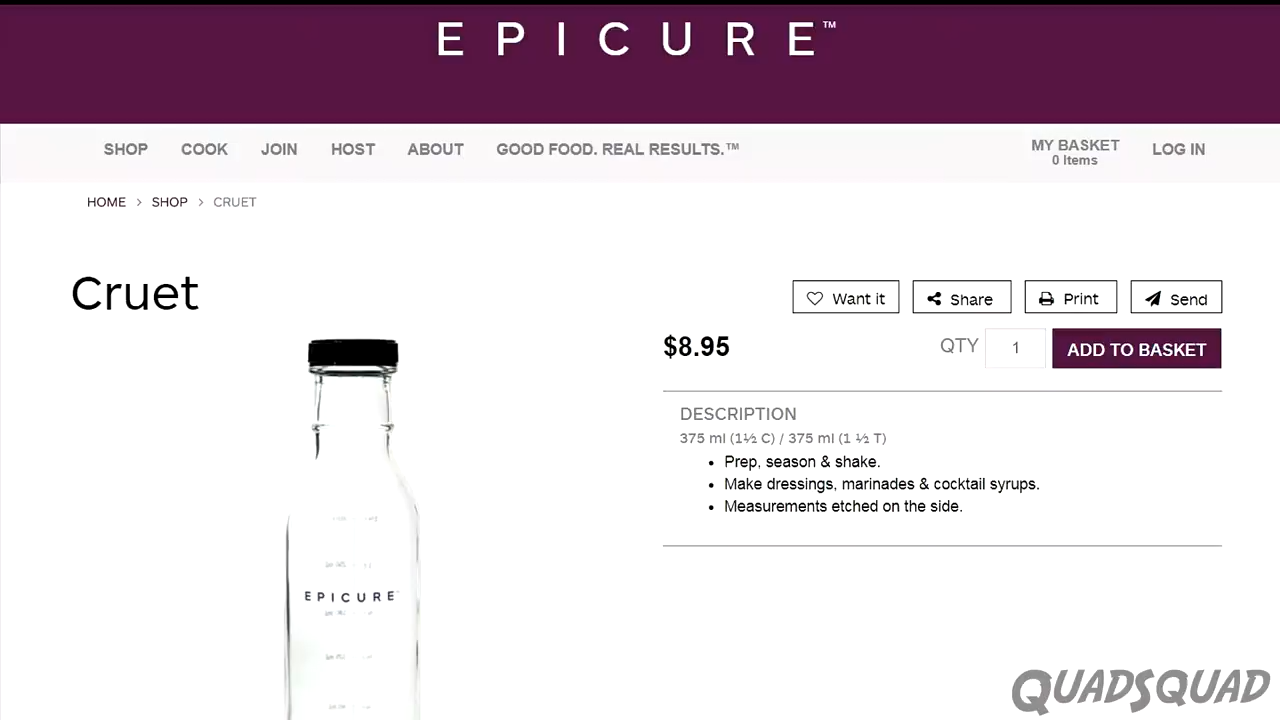 EPICURE™
SHOP COOK JOIN HOST ABOUT GOOD FOOD. REAL RESULTS.™ MY BASKET LOG IN
0 Items
HOME > SHOP > CRUET
Cruet
Want it Share Print Send
$8.95 QTY 1 ADD TO BASKET
DESCRIPTION
375 ml (1½ C) / 375 ml (1 ½ T)
• Prep, season & shake.
• Make dressings, marinades & cocktail syrups.
• Measurements etched on the side.
EPICURE™
QUADSQUAD